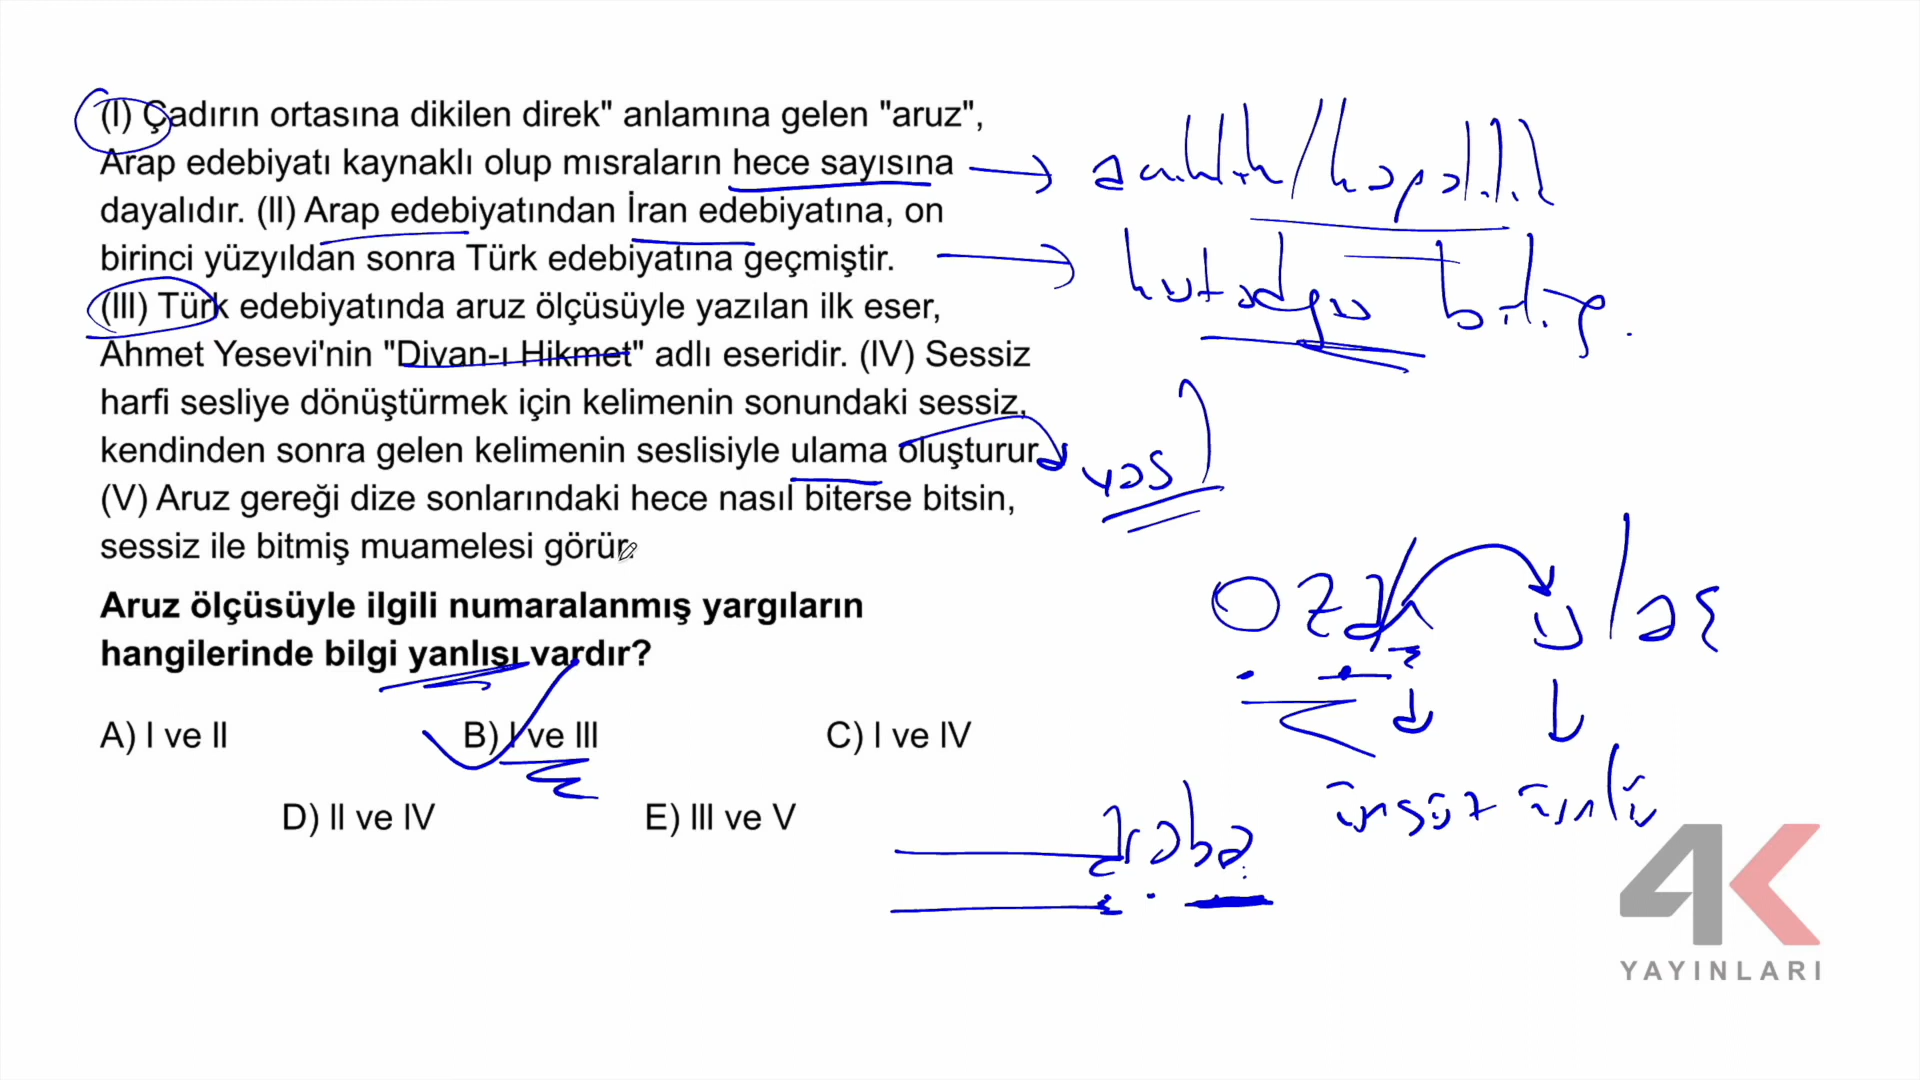 (I) Çadırın ortasına dikilen direk" anlamına gelen "aruz",
Arap edebiyatı kaynaklı olup mısraların hece sayısına
dayalıdır. (II) Arap edebiyatından İran edebiyatına, on
birinci yüzyıldan sonra Türk edebiyatına geçmiştir.
(III) Türk edebiyatında aruz ölçüsüyle yazılan ilk eser,
Ahmet Yesevi'nin "Divan-ı Hikmet" adlı eseridir. (IV) Sessiz
harfi sesliye dönüştürmek için kelimenin sonundaki sessiz,
kendinden sonra gelen kelimenin seslisiyle ulama oluşturur.
(V) Aruz gereği dize sonlarındaki hece nasıl biterse bitsin,
sessiz ile bitmiş muamelesi görür.
Aruz ölçüsüyle ilgili numaralanmış yargıların
hangilerinde bilgi yanlışı vardır?
A) I ve II
B) I ve III
C) I ve IV
D) II ve IV
E) III ve V
açıklık/kapalılık
kutadgu bilig.
ünsüz ünlü
araba
4K
YAYINLARI